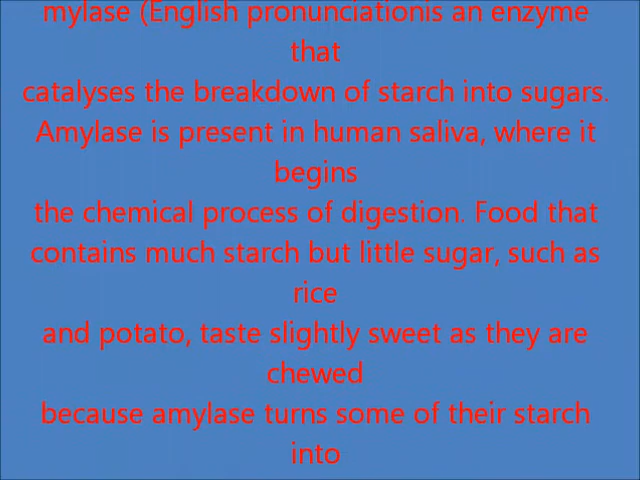 mylase (English pronunciationis an enzyme
that
catalyses the breakdown of starch into sugars.
Amylase is present in human saliva, where it
begins
the chemical process of digestion. Food that
contains much starch but little sugar, such as
rice
and potato, taste slightly sweet as they are
chewed
because amylase turns some of their starch
into